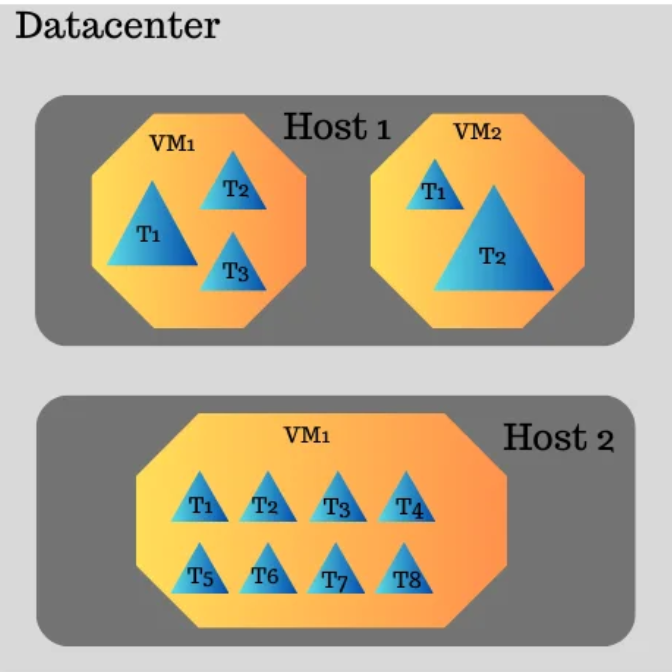 Datacenter
Host 1
VM1
T1
T2
T3
VM2
T1
T2
Host 2
VM1
T1 T2 T3 T4
T5 T6 T7 T8